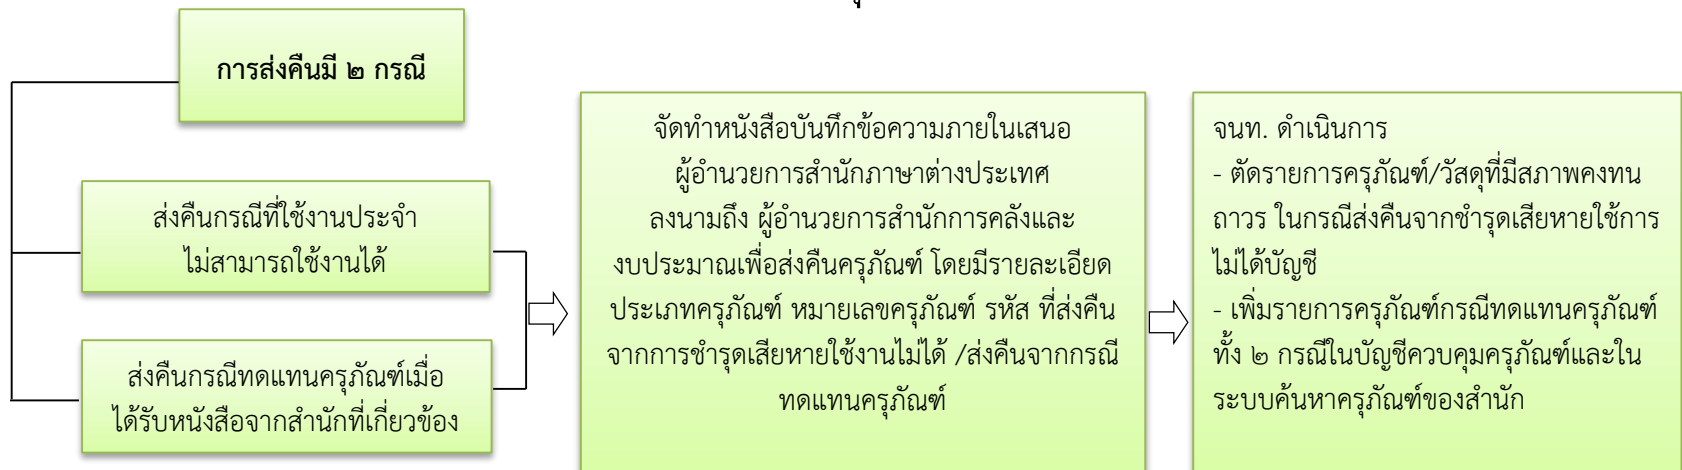 การส่งคืนมี ๒ กรณี
ส่งคืนกรณีที่ใช้งานประจำ
ไม่สามารถใช้งานได้
ส่งคืนกรณีทดแทนครุภัณฑ์เมื่อ
ได้รับหนังสือจากสำนักที่เกี่ยวข้อง
จัดทำหนังสือบันทึกข้อความภายในเสนอ
ผู้อำนวยการสำนักภาษาต่างประเทศ
ลงนามถึง ผู้อำนวยการสำนักการคลังและ
งบประมาณเพื่อส่งคืนครุภัณฑ์ โดยมีรายละเอียด
ประเภทครุภัณฑ์ หมายเลขครุภัณฑ์ รหัส ที่ส่งคืน
จากการชำรุดเสียหายใช้งานไม่ได้ /ส่งคืนจากกรณี
ทดแทนครุภัณฑ์
จนท. ดำเนินการ
- ตัดรายการครุภัณฑ์/วัสดุที่มีสภาพคงทน
ถาวร ในกรณีส่งคืนจากชำรุดเสียหายใช้การ
ไม่ได้บัญชี
- เพิ่มรายการครุภัณฑ์กรณีทดแทนครุภัณฑ์
ทั้ง ๒ กรณีในบัญชีควบคุมครุภัณฑ์และใน
ระบบค้นหาครุภัณฑ์ของสำนัก